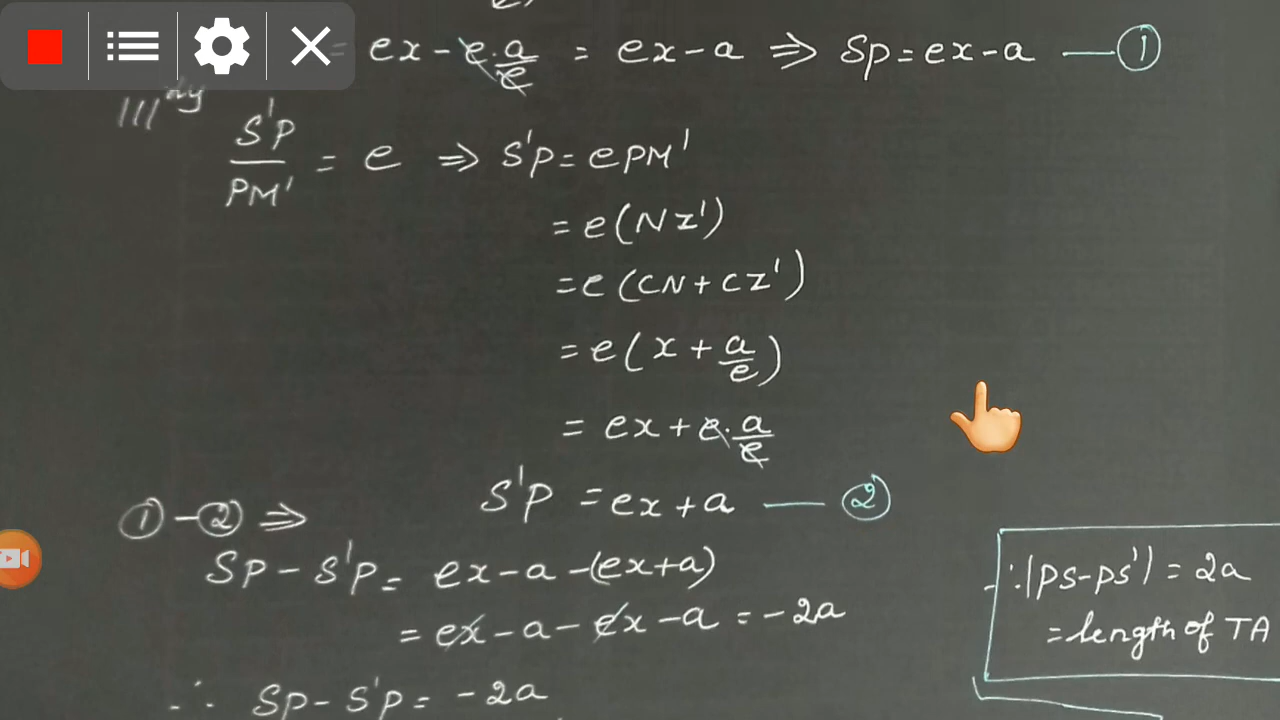 = ex - e·a/e = ex - a ⇒ SP = ex - a — ①
|||ly
S'P/PM' = e ⇒ S'P = ePM'
= e(NZ')
= e(CN + CZ')
= e(x + a/e)
= ex + e·a/e
S'P = ex + a — ②
① - ② ⇒
SP - S'P = ex - a - (ex + a)
= ex - a - ex - a = -2a
∴ SP - S'P = -2a
∴ |PS - PS'| = 2a
= length of TA